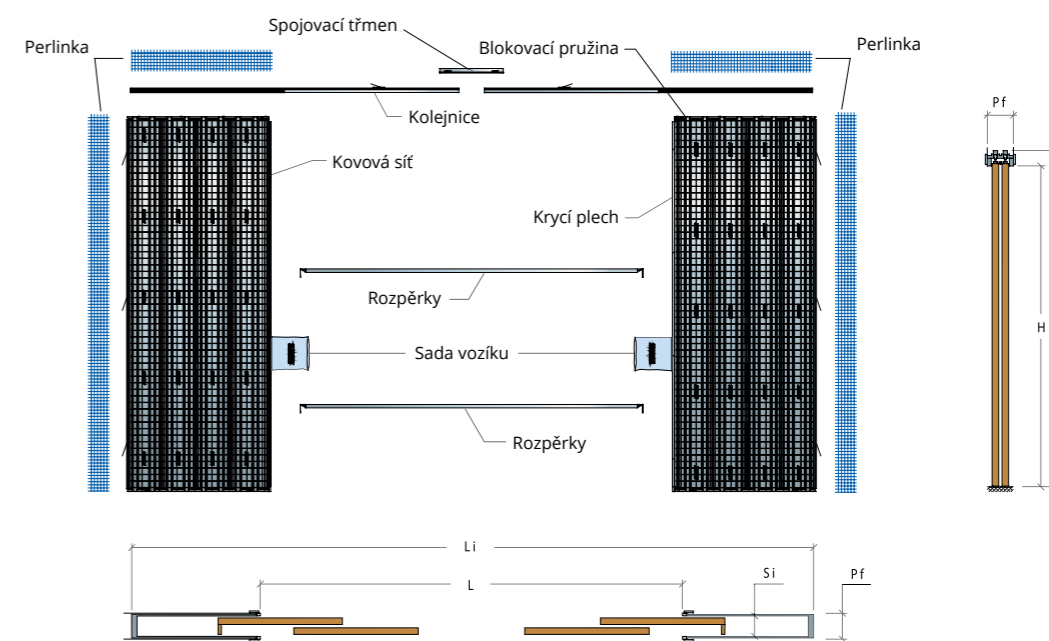 Spojovací třmen
Perlinka
Blokovací pružina
Perlinka
Kolejnice
Pf
Kovová síť
Krycí plech
Rozpěrky
H
Sada vozíku
Rozpěrky
Li
L
Si
Pf